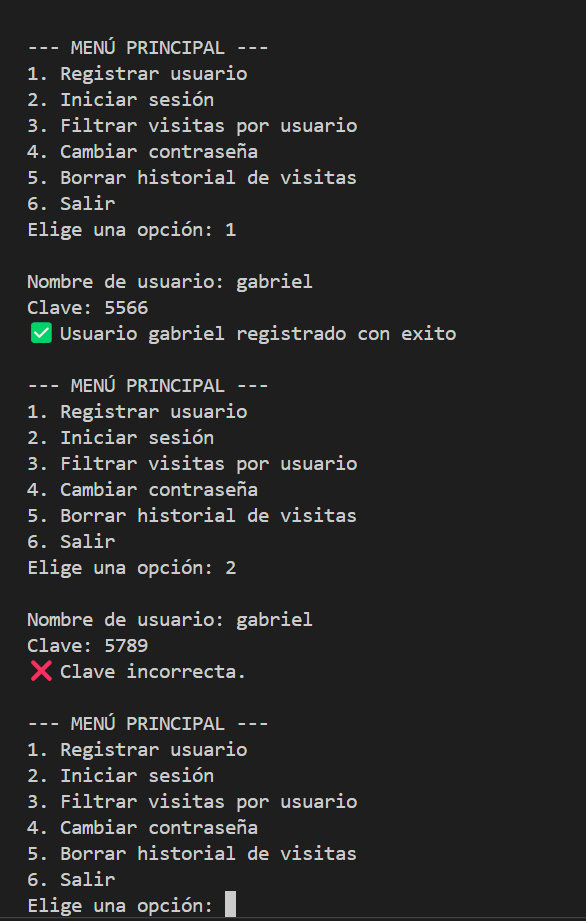 --- MENÚ PRINCIPAL ---
1. Registrar usuario
2. Iniciar sesión
3. Filtrar visitas por usuario
4. Cambiar contraseña
5. Borrar historial de visitas
6. Salir
Elige una opción: 1
Nombre de usuario: gabriel
Clave: 5566
✅ Usuario gabriel registrado con exito
--- MENÚ PRINCIPAL ---
1. Registrar usuario
2. Iniciar sesión
3. Filtrar visitas por usuario
4. Cambiar contraseña
5. Borrar historial de visitas
6. Salir
Elige una opción: 2
Nombre de usuario: gabriel
Clave: 5789
❌ Clave incorrecta.
--- MENÚ PRINCIPAL ---
1. Registrar usuario
2. Iniciar sesión
3. Filtrar visitas por usuario
4. Cambiar contraseña
5. Borrar historial de visitas
6. Salir
Elige una opción: